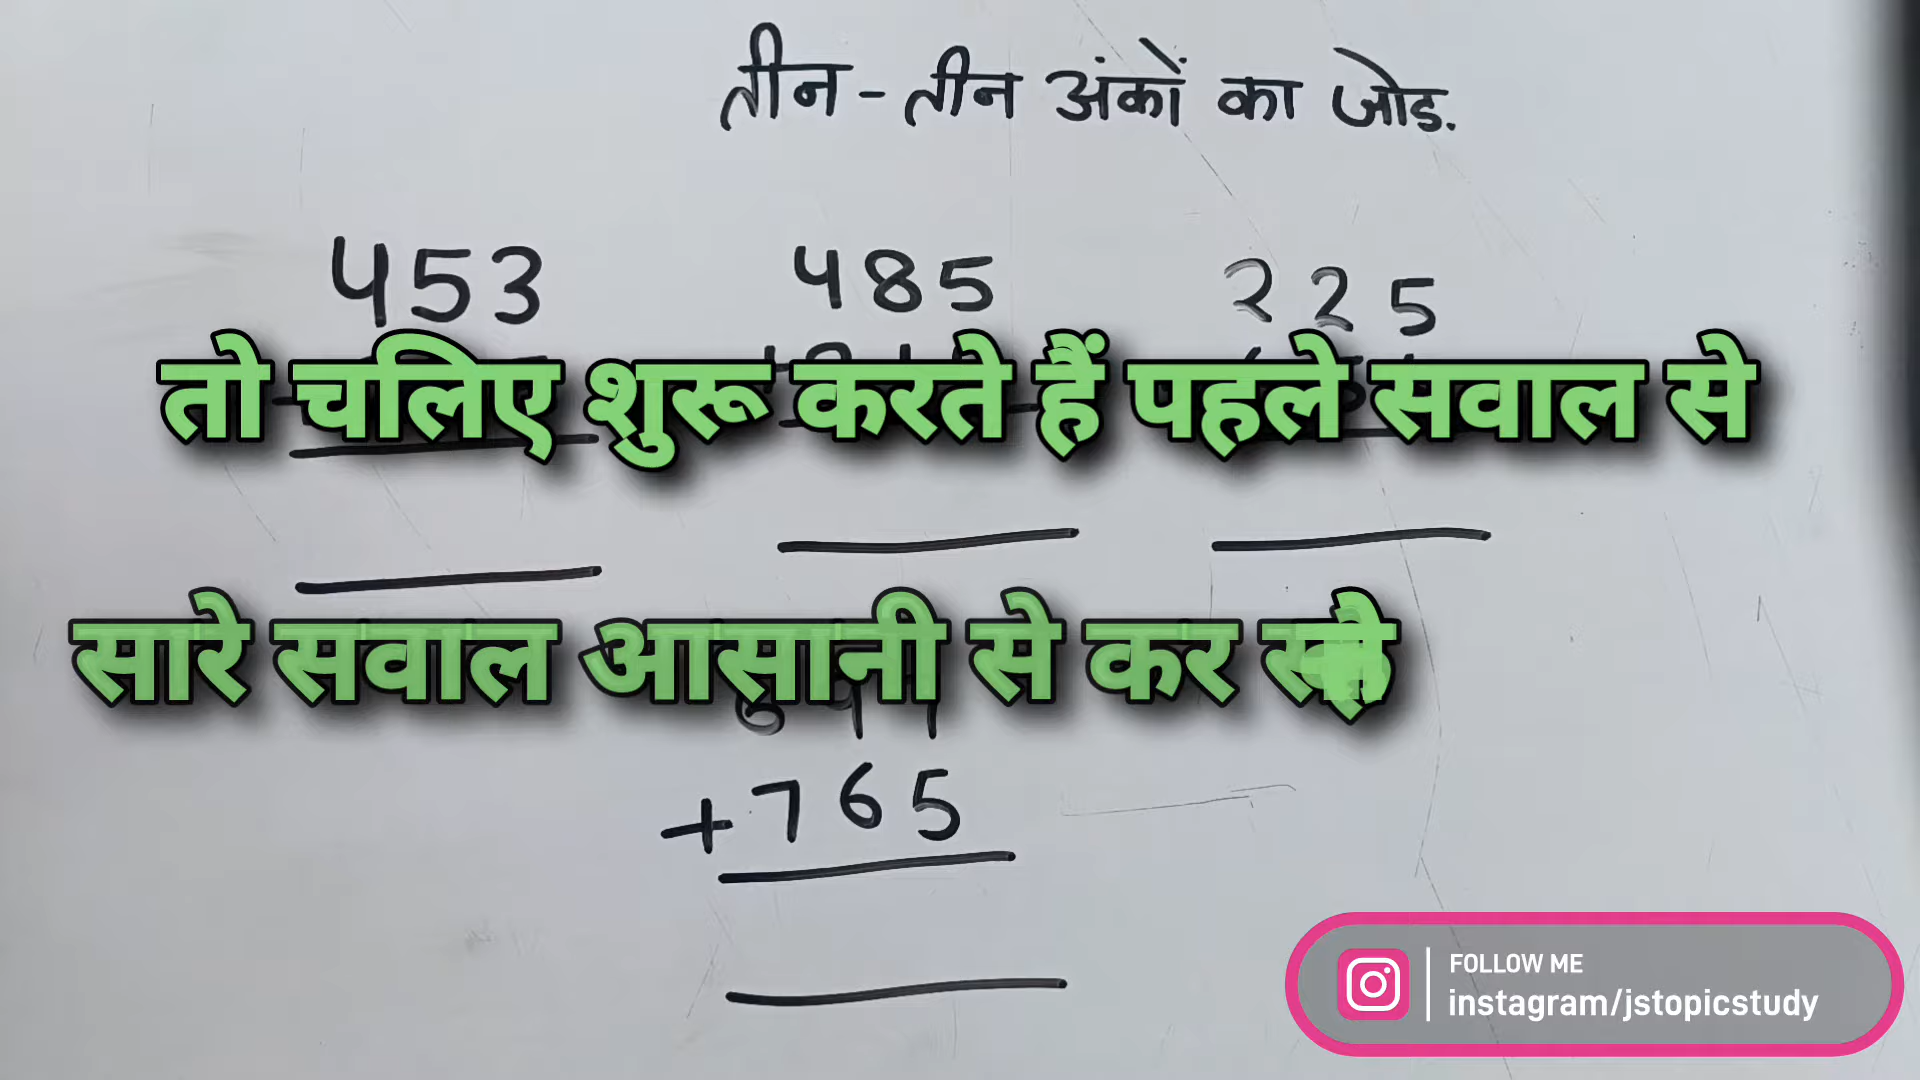 तीन - तीन अंकों का जोड.
453 485 225
तो चलिए शुरू करते हैं पहले सवाल से
सारे सवाल आसानी से कर
+765
FOLLOW ME
instagram/jstopicstudy